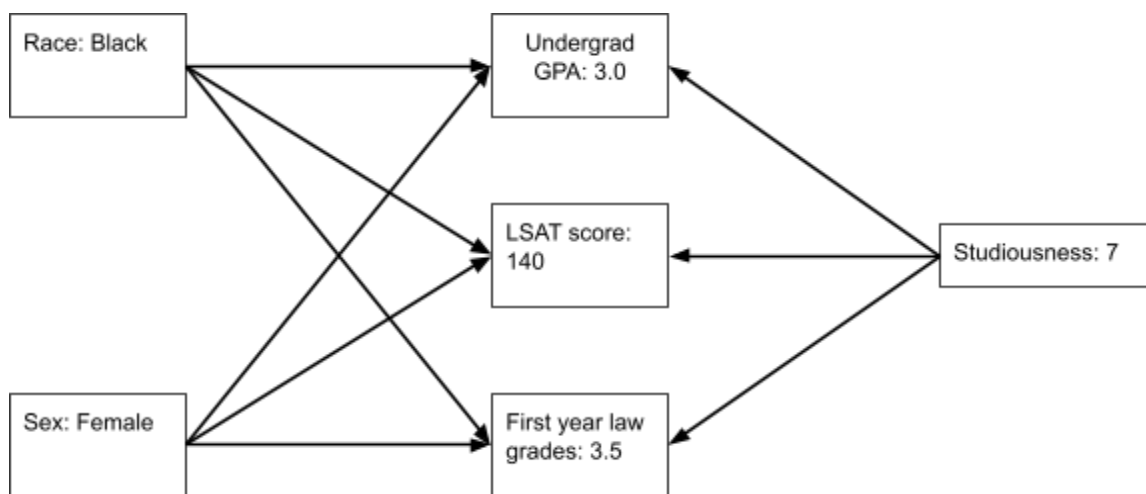 Race: Black
Undergrad
GPA: 3.0
LSAT score:
140
Studiousness: 7
Sex: Female
First year law
grades: 3.5